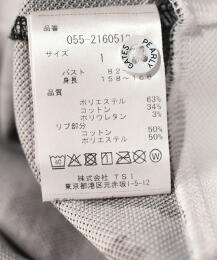 品番
055-2160512
サイズ 1
バスト 82-
身長 158～168
品質
ポリエステル 63%
コットン 34%
ポリウレタン 3%
リブ部分
コットン 50%
ポリエステル 50%
株式会社 TSI
東京都港区元赤坂1-5-12
PEARLY GATES